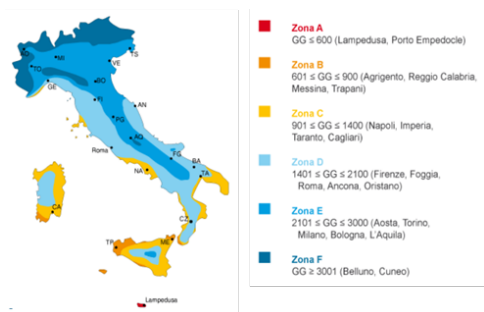 AO
TO
MI
VE
TS
GE
BO
FI
AN
PG
AQ
Roma
FG
BA
NA
TA
CA
CZ
TP
ME
Lampedusa
Zona A
GG ≤ 600 (Lampedusa, Porto Empedocle)
Zona B
601 ≤ GG ≤ 900 (Agrigento, Reggio Calabria,
Messina, Trapani)
Zona C
901 ≤ GG ≤ 1400 (Napoli, Imperia,
Taranto, Cagliari)
Zona D
1401 ≤ GG ≤ 2100 (Firenze, Foggia,
Roma, Ancona, Oristano)
Zona E
2101 ≤ GG ≤ 3000 (Aosta, Torino,
Milano, Bologna, L'Aquila)
Zona F
GG ≥ 3001 (Belluno, Cuneo)